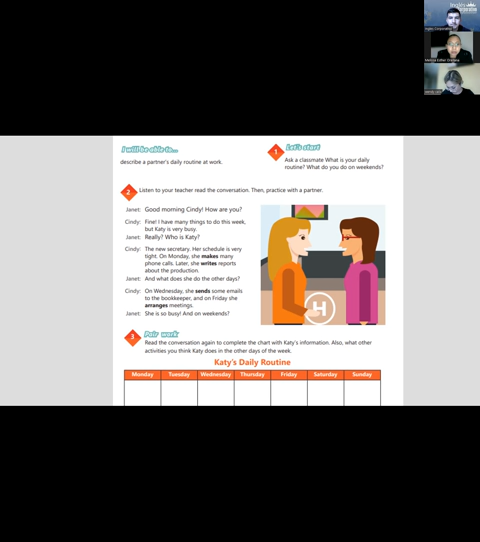 inglés
corporativo
Inglés Corporativo
Melissa Esther Orellana
I will be able to...
describe a partner's daily routine at work.
1
Let's start
Ask a classmate What is your daily
routine? What do you do on weekends?
2
Listen to your teacher read the conversation. Then, practice with a partner.
Janet: Good morning Cindy! How are you?
Cindy: Fine! I have many things to do this week,
but Katy is very busy.
Janet: Really? Who is Katy?
Cindy: The new secretary. Her schedule is very
tight. On Monday, she makes many
phone calls. Later, she writes reports
about the production.
Janet: And what does she do the other days?
Cindy: On Wednesday, she sends some emails
to the bookkeeper, and on Friday she
arranges meetings.
Janet: She is so busy! And on weekends?
H
3
Pair work
Read the conversation again to complete the chart with Katy's information. Also, what other
activities you think Katy does in the other days of the week.
Katy's Daily Routine
Monday Tuesday Wednesday Thursday Friday Saturday Sunday